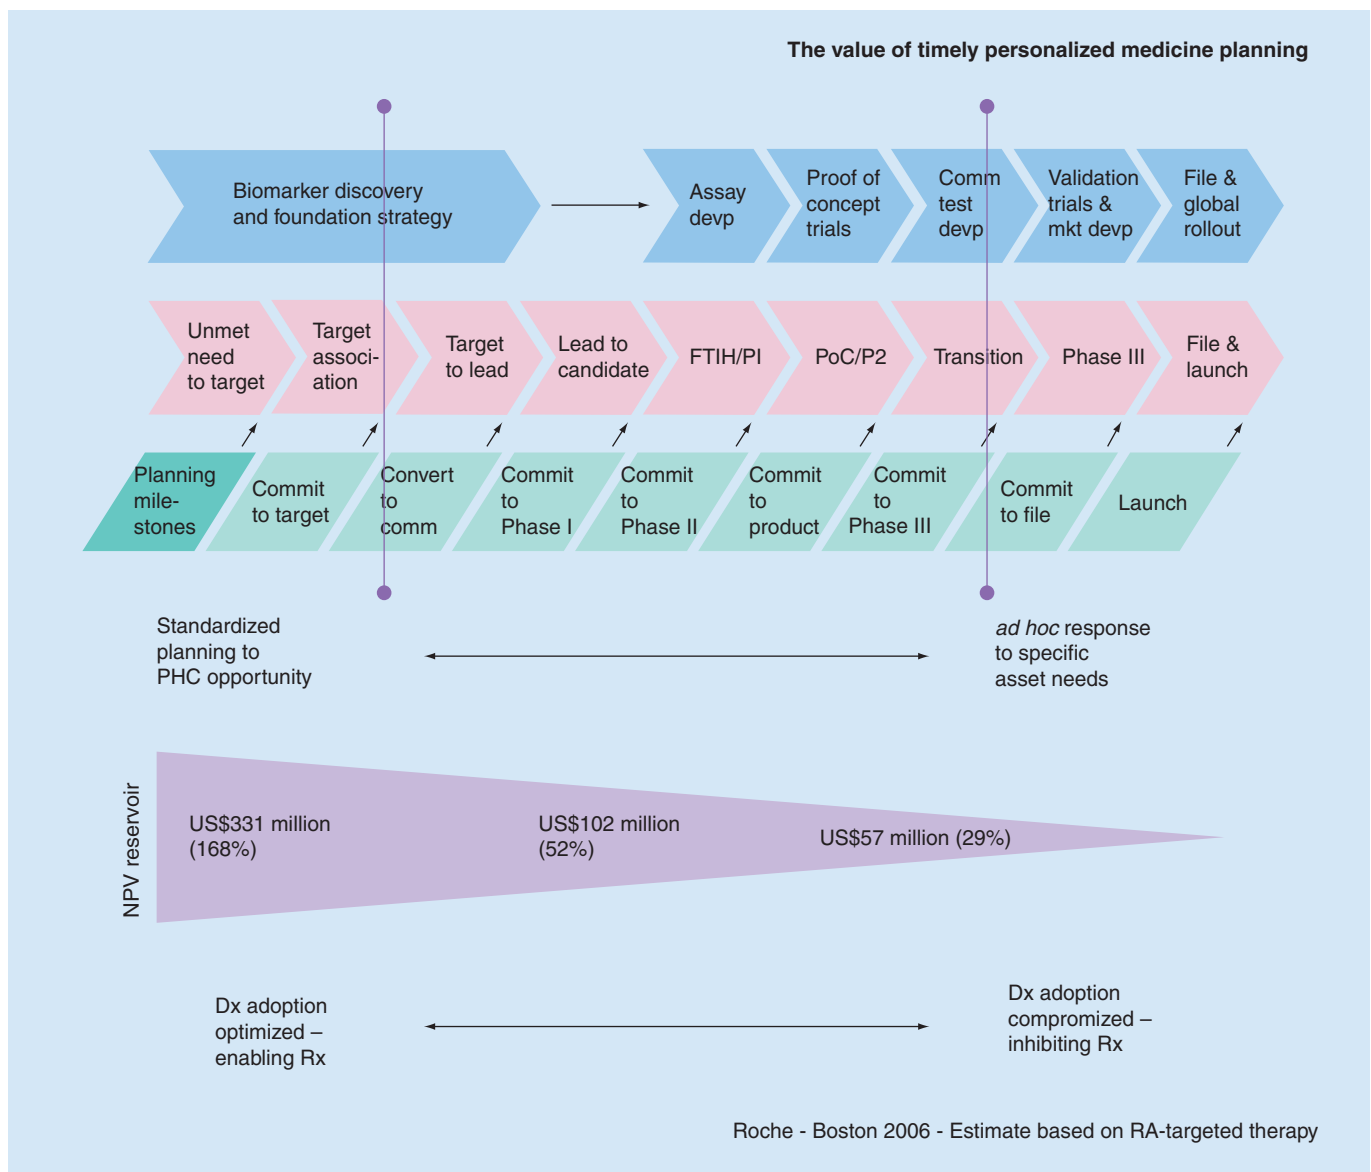 The value of timely personalized medicine planning
Biomarker discovery
and foundation strategy
Assay
devp
Proof of
concept
trials
Comm
test
devp
Validation
trials &
mkt devp
File &
global
rollout
Unmet
need
to target
Target
associ-
ation
Target
to lead
Lead to
candidate
FTIH/PI
PoC/P2
Transition
Phase III
File &
launch
Planning
mile-
stones
Commit
to target
Convert
to
comm
Commit
to
Phase I
Commit
to
Phase II
Commit
to
product
Commit
to
Phase III
Commit
to file
Launch
Standardized
planning to
PHC opportunity
ad hoc response
to specific
asset needs
NPV reservoir
US$331 million
(168%)
US$102 million
(52%)
US$57 million (29%)
Dx adoption
optimized –
enabling Rx
Dx adoption
compromized –
inhibiting Rx
Roche - Boston 2006 - Estimate based on RA-targeted therapy